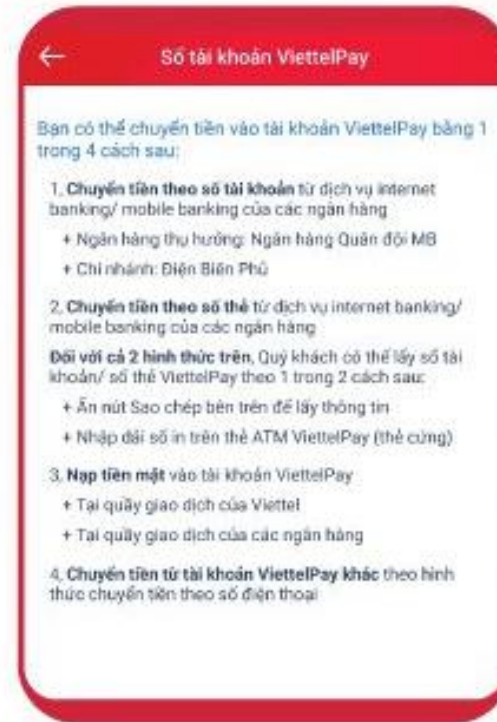 Số tài khoản ViettelPay
Bạn có thể chuyển tiền vào tài khoản ViettelPay bằng 1
trong 4 cách sau:
1, Chuyển tiền theo số tài khoản từ dịch vụ internet
banking/ mobile banking của các ngân hàng
+ Ngân hàng thụ hưởng: Ngân hàng Quân đội MB
+ Chi nhánh: Điện Biên Phủ
2, Chuyển tiền theo số thẻ từ dịch vụ internet banking/
mobile banking của các ngân hàng
Đối với cả 2 hình thức trên, Quý khách có thể lấy số tài
khoản/ số thẻ ViettelPay theo 1 trong 2 cách sau:
+ Ấn nút Sao chép bên trên để lấy thông tin
+ Nhập dải số in trên thẻ ATM ViettelPay (thẻ cứng)
3, Nạp tiền mặt vào tài khoản ViettelPay
+ Tại quầy giao dịch của Viettel
+ Tại quầy giao dịch của các ngân hàng
4, Chuyển tiền từ tài khoản ViettelPay khác theo hình
thức chuyển tiền theo số điện thoại